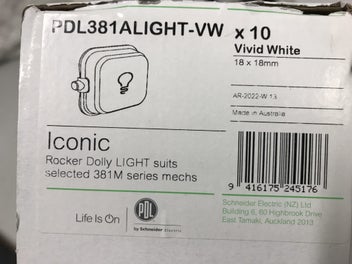 PDL381ALIGHT-VW x 10
Vivid White
18 x 18mm
AR-2022-W 13
Made in Australia
Iconic
Rocker Dolly LIGHT suits
selected 381M series mechs
9 416175 245176
Life Is On
PDL
by Schneider Electric
Schneider Electric (NZ) Ltd
Building 6, 60 Highbrook Drive
East Tamaki, Auckland 2013